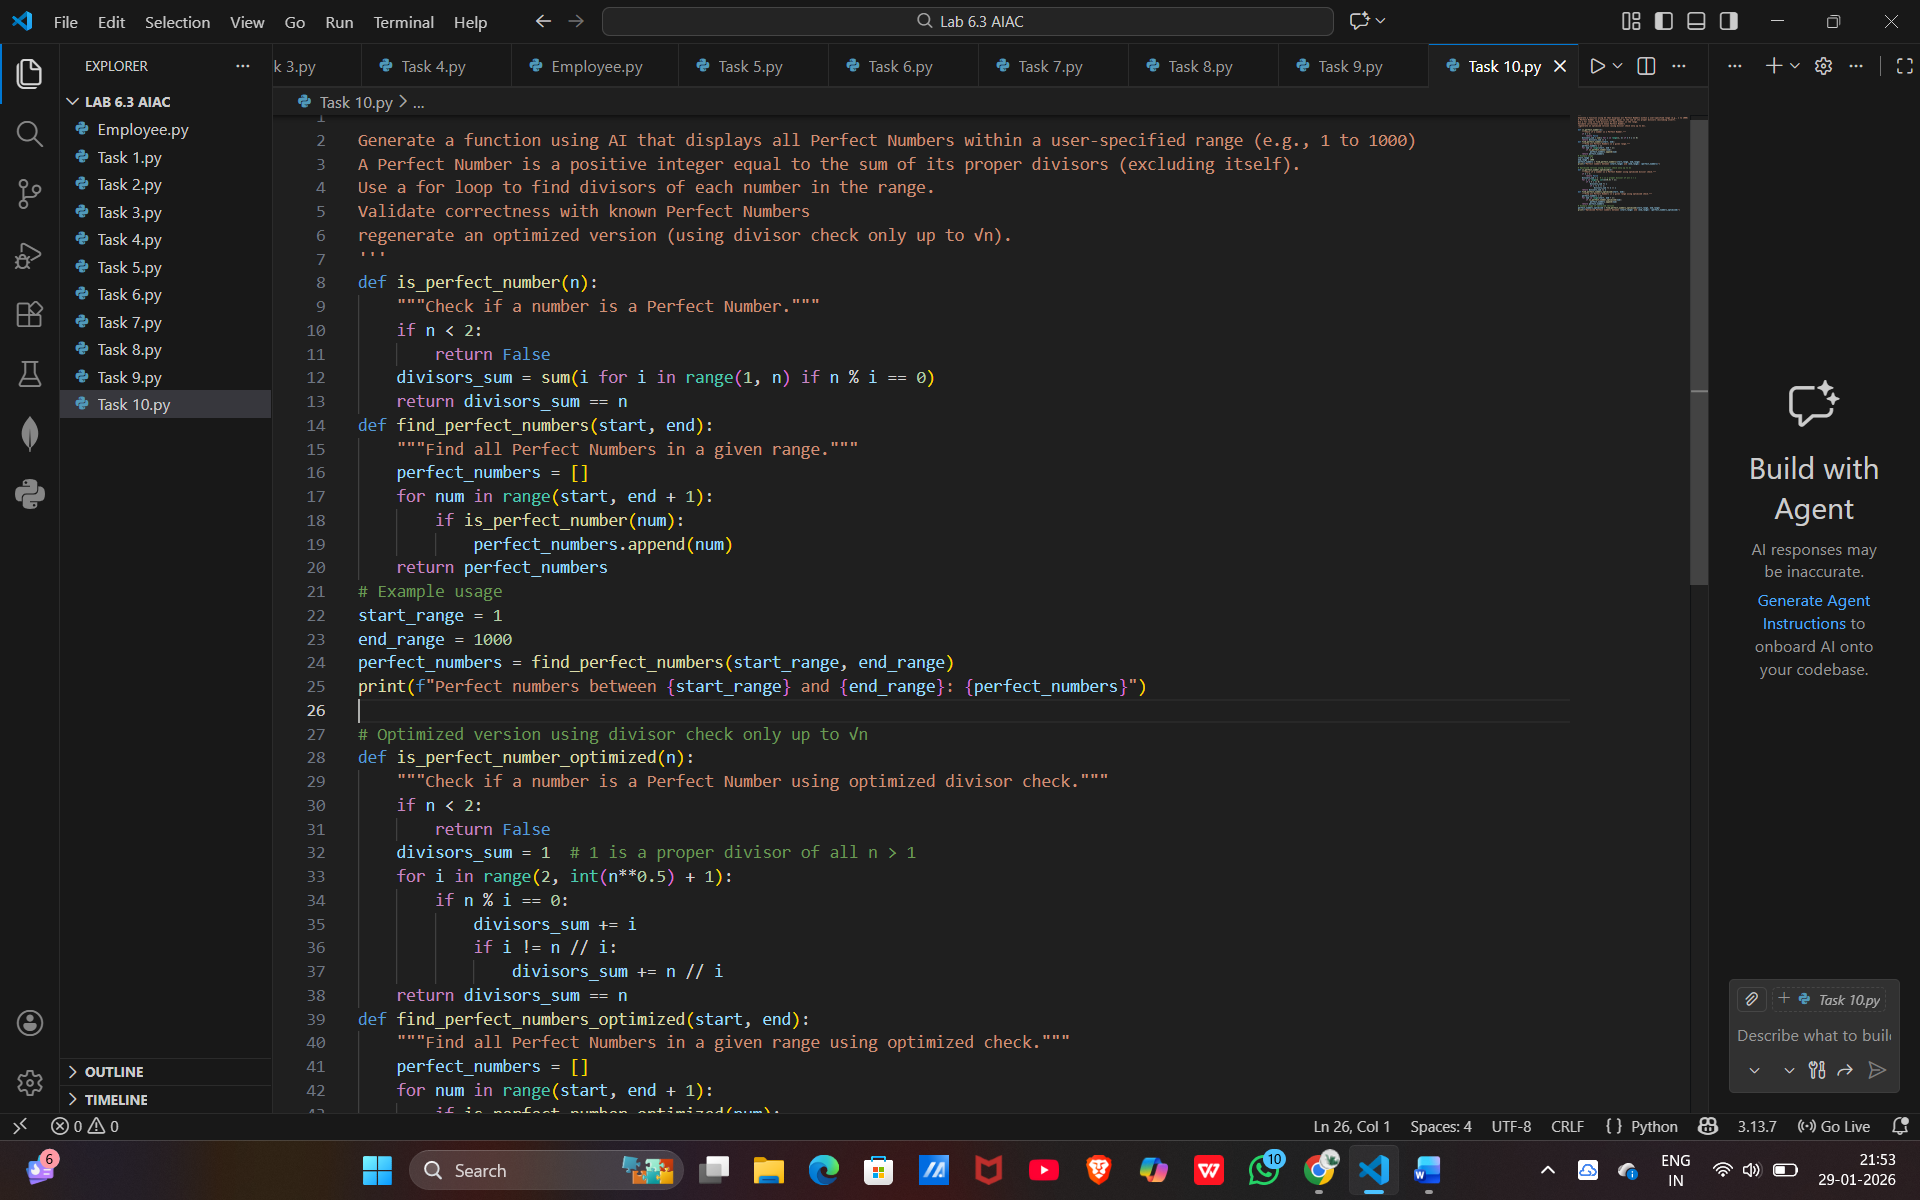 File Edit Selection View Go Run Terminal Help
Lab 6.3 AIAC
EXPLORER
k 3.py Task 4.py Employee.py Task 5.py Task 6.py Task 7.py Task 8.py Task 9.py Task 10.py
LAB 6.3 AIAC
Employee.py
Task 1.py
Task 2.py
Task 3.py
Task 4.py
Task 5.py
Task 6.py
Task 7.py
Task 8.py
Task 9.py
Task 10.py
OUTLINE
TIMELINE
Task 10.py > ...
1
2 Generate a function using AI that displays all Perfect Numbers within a user-specified range (e.g., 1 to 1000)
3 A Perfect Number is a positive integer equal to the sum of its proper divisors (excluding itself).
4 Use a for loop to find divisors of each number in the range.
5 Validate correctness with known Perfect Numbers
6 regenerate an optimized version (using divisor check only up to √n).
7 '''
8 def is_perfect_number(n):
9     """Check if a number is a Perfect Number."""
10     if n < 2:
11         return False
12     divisors_sum = sum(i for i in range(1, n) if n % i == 0)
13     return divisors_sum == n
14 def find_perfect_numbers(start, end):
15     """Find all Perfect Numbers in a given range."""
16     perfect_numbers = []
17     for num in range(start, end + 1):
18         if is_perfect_number(num):
19             perfect_numbers.append(num)
20     return perfect_numbers
21 # Example usage
22 start_range = 1
23 end_range = 1000
24 perfect_numbers = find_perfect_numbers(start_range, end_range)
25 print(f"Perfect numbers between {start_range} and {end_range}: {perfect_numbers}")
26
27 # Optimized version using divisor check only up to √n
28 def is_perfect_number_optimized(n):
29     """Check if a number is a Perfect Number using optimized divisor check."""
30     if n < 2:
31         return False
32     divisors_sum = 1  # 1 is a proper divisor of all n > 1
33     for i in range(2, int(n**0.5) + 1):
34         if n % i == 0:
35             divisors_sum += i
36             if i != n // i:
37                 divisors_sum += n // i
38     return divisors_sum == n
39 def find_perfect_numbers_optimized(start, end):
40     """Find all Perfect Numbers in a given range using optimized check."""
41     perfect_numbers = []
42     for num in range(start, end + 1):
43         if is_perfect_number_optimized(num):
Build with
Agent
AI responses may
be inaccurate.
Generate Agent
Instructions to
onboard AI onto
your codebase.
Task 10.py
Describe what to buil
0 0
Ln 26, Col 1 Spaces: 4 UTF-8 CRLF { } Python 3.13.7 Go Live
6
Search
10
ENG
IN
21:53
29-01-2026